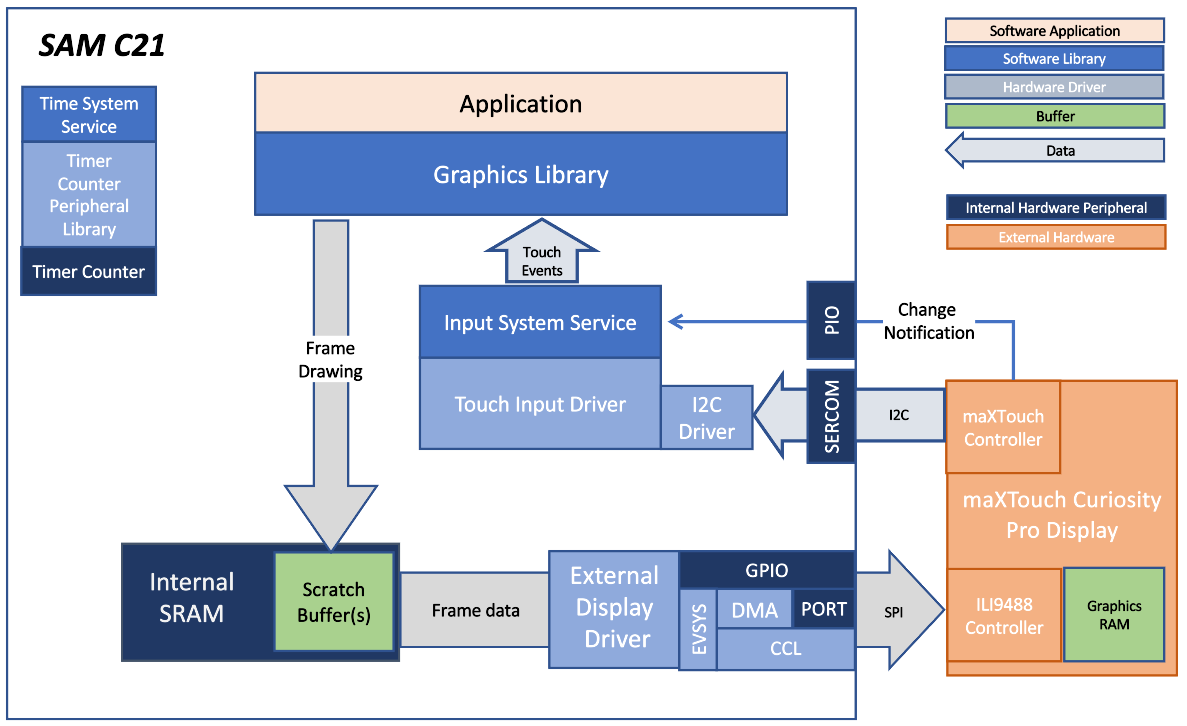 SAM C21
Time System
Service
Timer
Counter
Peripheral
Library
Timer Counter
Application
Graphics Library
Touch
Events
Frame
Drawing
Input System Service
Touch Input Driver
I2C
Driver
PIO
SERCOM
Change
Notification
I2C
maXTouch
Controller
maXTouch Curiosity
Pro Display
Internal
SRAM
Scratch
Buffer(s)
Frame data
External
Display
Driver
GPIO
EVSYS
DMA
PORT
CCL
SPI
ILI9488
Controller
Graphics
RAM
Software Application
Software Library
Hardware Driver
Buffer
Data
Internal Hardware Peripheral
External Hardware